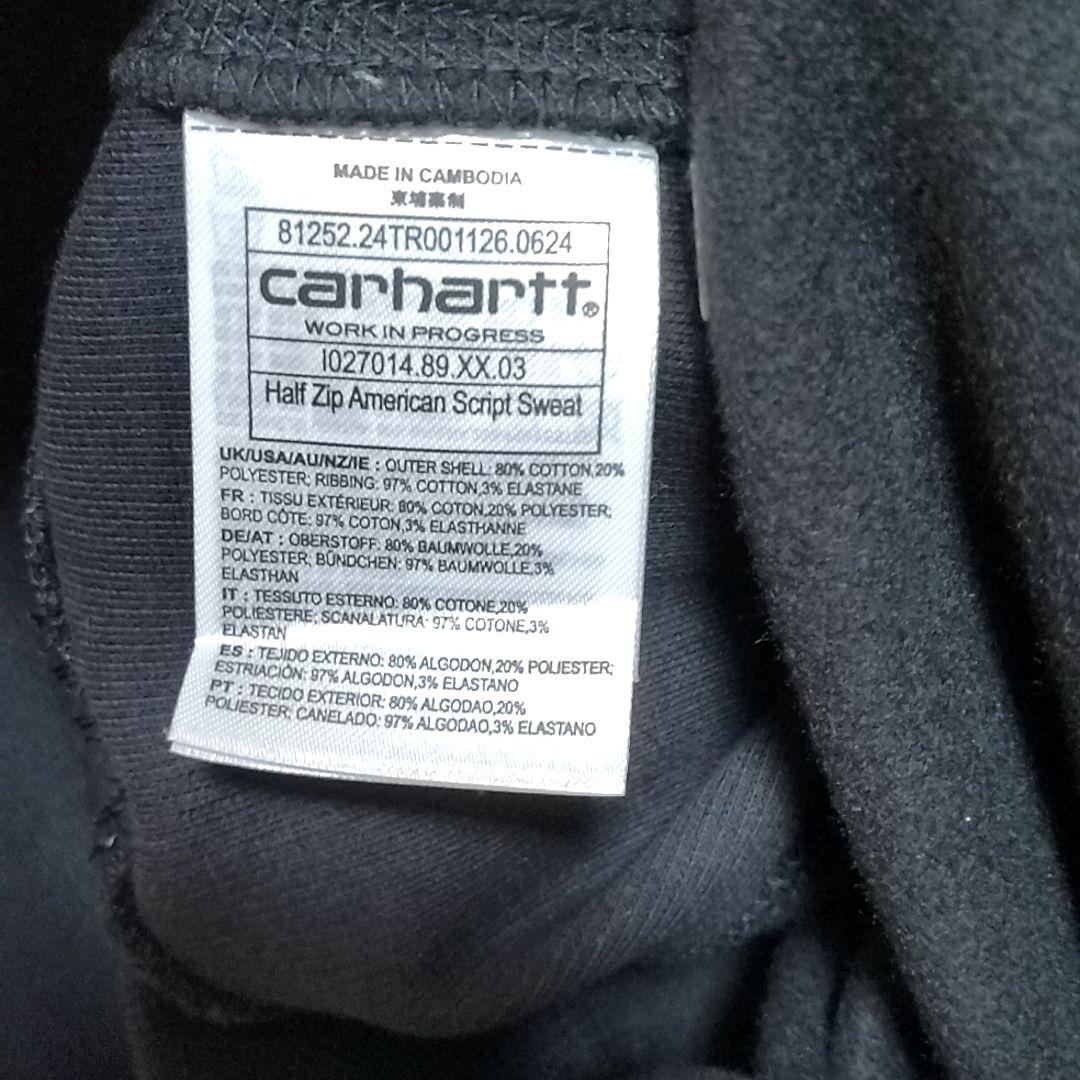 MADE IN CAMBODIA
柬埔寨制
81252.24TR001126.0624
carhartt®
WORK IN PROGRESS
I027014.89.XX.03
Half Zip American Script Sweat
UK/USA/AU/NZ/IE : OUTER SHELL: 80% COTTON,20%
POLYESTER; RIBBING: 97% COTTON,3% ELASTANE
FR : TISSU EXTÉRIEUR: 80% COTON,20% POLYESTER;
BORD CÔTE: 97% COTON,3% ELASTHANNE
DE/AT : OBERSTOFF: 80% BAUMWOLLE,20%
POLYESTER; BÜNDCHEN: 97% BAUMWOLLE,3%
ELASTHAN
IT : TESSUTO ESTERNO: 80% COTONE,20%
POLIESTERE; SCANALATURA: 97% COTONE,3%
ELASTAN
ES : TEJIDO EXTERNO: 80% ALGODON,20% POLIESTER;
ESTRIACIÓN: 97% ALGODON,3% ELASTANO
PT : TECIDO EXTERIOR: 80% ALGODAO,20%
POLIESTER; CANELADO: 97% ALGODAO,3% ELASTANO